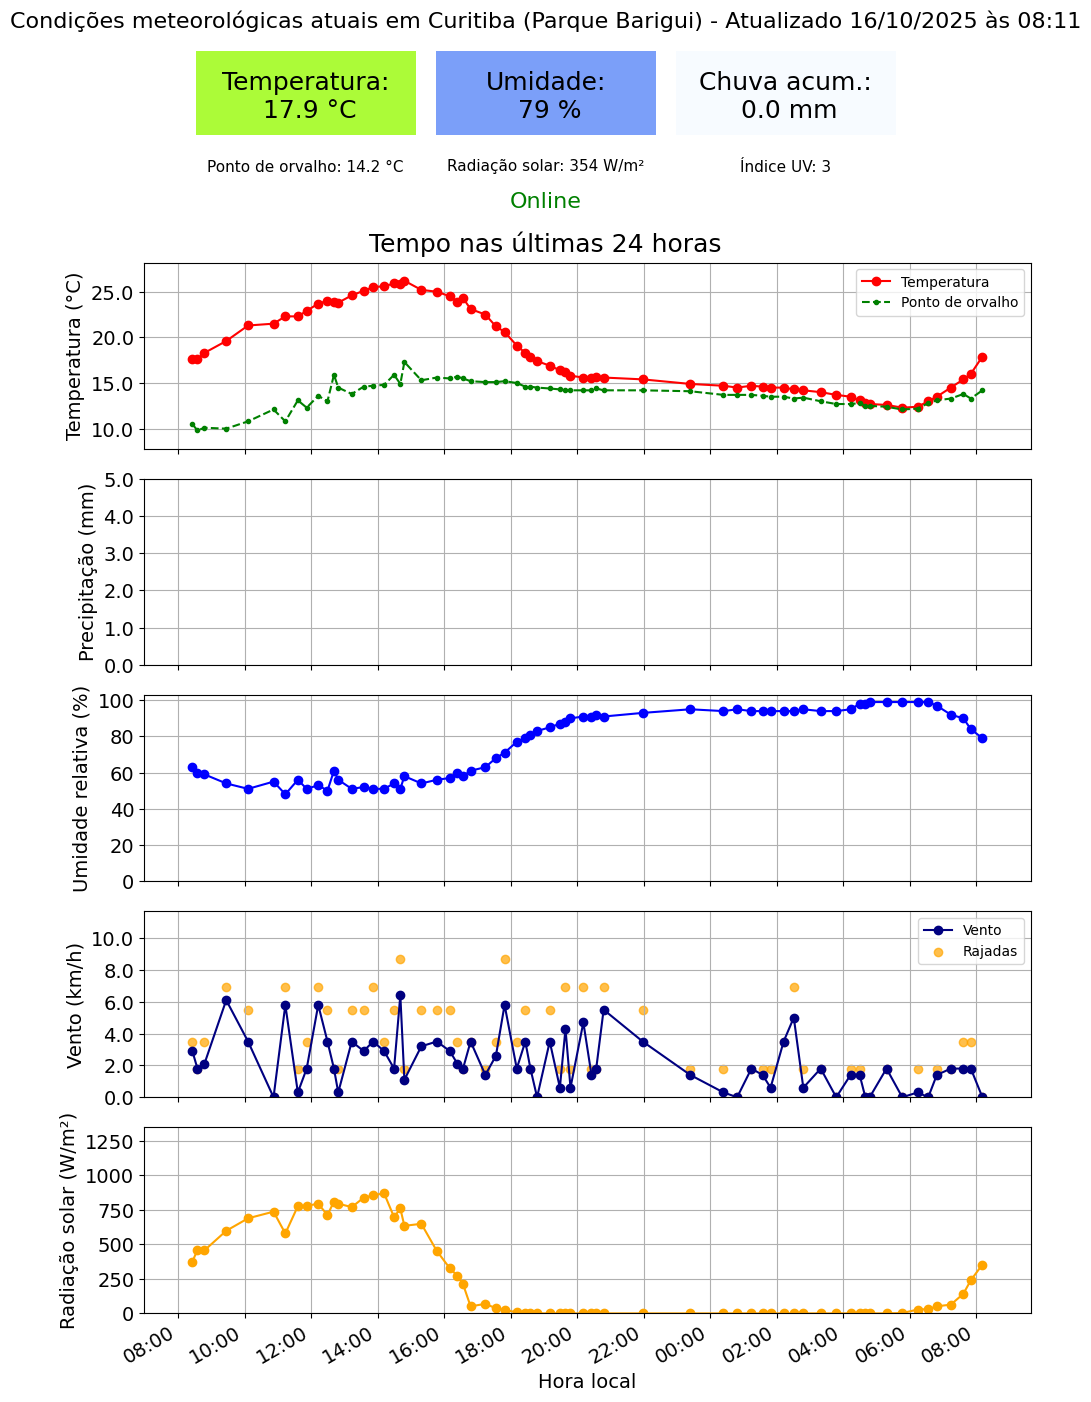 Condições meteorológicas atuais em Curitiba (Parque Barigui) - Atualizado 16/10/2025 às 08:11
Temperatura:
17.9 °C
Umidade:
79 %
Chuva acum.:
0.0 mm
Ponto de orvalho: 14.2 °C
Radiação solar: 354 W/m²
Índice UV: 3
Online
Tempo nas últimas 24 horas
Temperatura (°C)
25.0
20.0
15.0
10.0
Temperatura
Ponto de orvalho
Precipitação (mm)
5.0
4.0
3.0
2.0
1.0
0.0
Umidade relativa (%)
100
80
60
40
20
0
Vento (km/h)
10.0
8.0
6.0
4.0
2.0
0.0
Vento
Rajadas
Radiação solar (W/m²)
1250
1000
750
500
250
0
08:00
10:00
12:00
14:00
16:00
18:00
20:00
22:00
00:00
02:00
04:00
06:00
08:00
Hora local